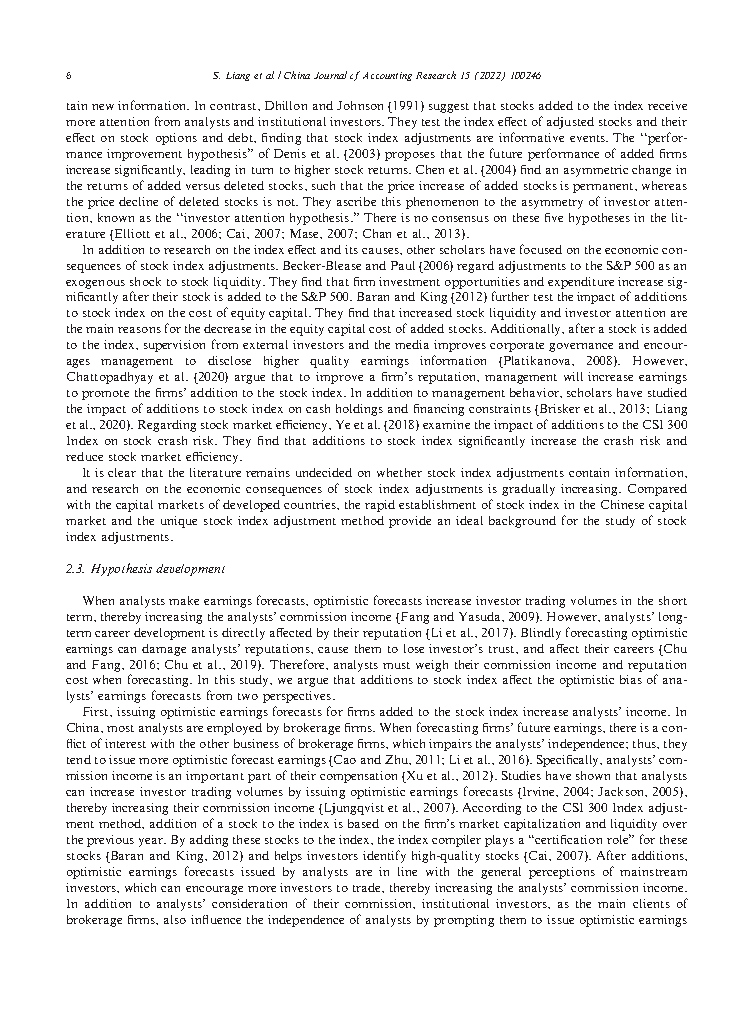 6
S. Liang et al. / China Journal of Accounting Research 15 (2022) 100246
tain new information. In contrast, Dhillon and Johnson (1991) suggest that stocks added to the index receive
more attention from analysts and institutional investors. They test the index effect of adjusted stocks and their
effect on stock options and debt, finding that stock index adjustments are informative events. The “perfor-
mance improvement hypothesis” of Denis et al. (2003) proposes that the future performance of added firms
increase significantly, leading in turn to higher stock returns. Chen et al. (2004) find an asymmetric change in
the returns of added versus deleted stocks, such that the price increase of added stocks is permanent, whereas
the price decline of deleted stocks is not. They ascribe this phenomenon to the asymmetry of investor atten-
tion, known as the “investor attention hypothesis.” There is no consensus on these five hypotheses in the lit-
erature (Elliott et al., 2006; Cai, 2007; Mase, 2007; Chan et al., 2013).
In addition to research on the index effect and its causes, other scholars have focused on the economic con-
sequences of stock index adjustments. Becker-Blease and Paul (2006) regard adjustments to the S&P 500 as an
exogenous shock to stock liquidity. They find that firm investment opportunities and expenditure increase sig-
nificantly after their stock is added to the S&P 500. Baran and King (2012) further test the impact of additions
to stock index on the cost of equity capital. They find that increased stock liquidity and investor attention are
the main reasons for the decrease in the equity capital cost of added stocks. Additionally, after a stock is added
to the index, supervision from external investors and the media improves corporate governance and encour-
ages management to disclose higher quality earnings information (Platikanova, 2008). However,
Chattopadhyay et al. (2020) argue that to improve a firm's reputation, management will increase earnings
to promote the firms' addition to the stock index. In addition to management behavior, scholars have studied
the impact of additions to stock index on cash holdings and financing constraints (Brisker et al., 2013; Liang
et al., 2020). Regarding stock market efficiency, Ye et al. (2018) examine the impact of additions to the CSI 300
Index on stock crash risk. They find that additions to stock index significantly increase the crash risk and
reduce stock market efficiency.
It is clear that the literature remains undecided on whether stock index adjustments contain information,
and research on the economic consequences of stock index adjustments is gradually increasing. Compared
with the capital markets of developed countries, the rapid establishment of stock index in the Chinese capital
market and the unique stock index adjustment method provide an ideal background for the study of stock
index adjustments.
2.3. Hypothesis development
When analysts make earnings forecasts, optimistic forecasts increase investor trading volumes in the short
term, thereby increasing the analysts' commission income (Fang and Yasuda, 2009). However, analysts' long-
term career development is directly affected by their reputation (Li et al., 2017). Blindly forecasting optimistic
earnings can damage analysts' reputations, cause them to lose investor's trust, and affect their careers (Chu
and Fang, 2016; Chu et al., 2019). Therefore, analysts must weigh their commission income and reputation
cost when forecasting. In this study, we argue that additions to stock index affect the optimistic bias of ana-
lysts' earnings forecasts from two perspectives.
First, issuing optimistic earnings forecasts for firms added to the stock index increase analysts' income. In
China, most analysts are employed by brokerage firms. When forecasting firms' future earnings, there is a con-
flict of interest with the other business of brokerage firms, which impairs the analysts' independence; thus, they
tend to issue more optimistic forecast earnings (Cao and Zhu, 2011; Li et al., 2016). Specifically, analysts' com-
mission income is an important part of their compensation (Xu et al., 2012). Studies have shown that analysts
can increase investor trading volumes by issuing optimistic earnings forecasts (Irvine, 2004; Jackson, 2005),
thereby increasing their commission income (Ljungqvist et al., 2007). According to the CSI 300 Index adjust-
ment method, addition of a stock to the index is based on the firm's market capitalization and liquidity over
the previous year. By adding these stocks to the index, the index compiler plays a “certification role” for these
stocks (Baran and King, 2012) and helps investors identify high-quality stocks (Cai, 2007). After additions,
optimistic earnings forecasts issued by analysts are in line with the general perceptions of mainstream
investors, which can encourage more investors to trade, thereby increasing the analysts' commission income.
In addition to analysts' consideration of their commission, institutional investors, as the main clients of
brokerage firms, also influence the independence of analysts by prompting them to issue optimistic earnings